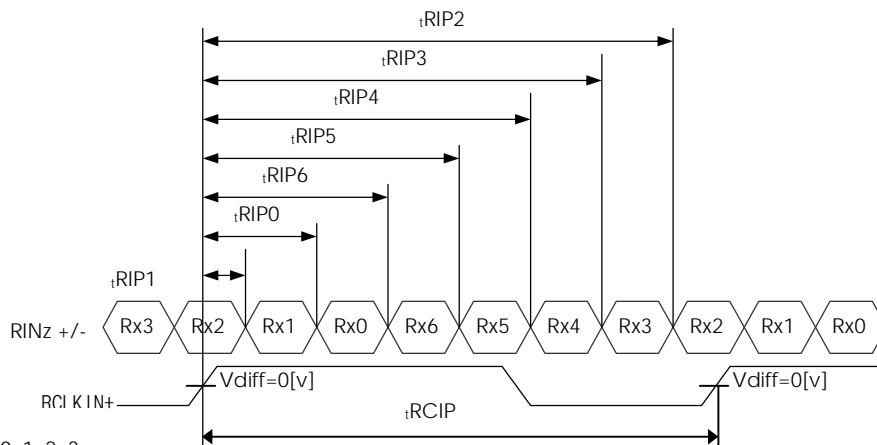 tRIP2
tRIP3
tRIP4
tRIP5
tRIP6
tRIP0
tRIP1
RINz +/- Rx3 Rx2 Rx1 Rx0 Rx6 Rx5 Rx4 Rx3 Rx2 Rx1 Rx0
Vdiff=0[v] Vdiff=0[v]
RCLKIN+
tRCIP